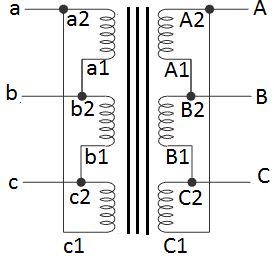 a a2 A2 A
a1 A1
b b2 B2 B
b1 B1
c c2 C2 C
c1 C1